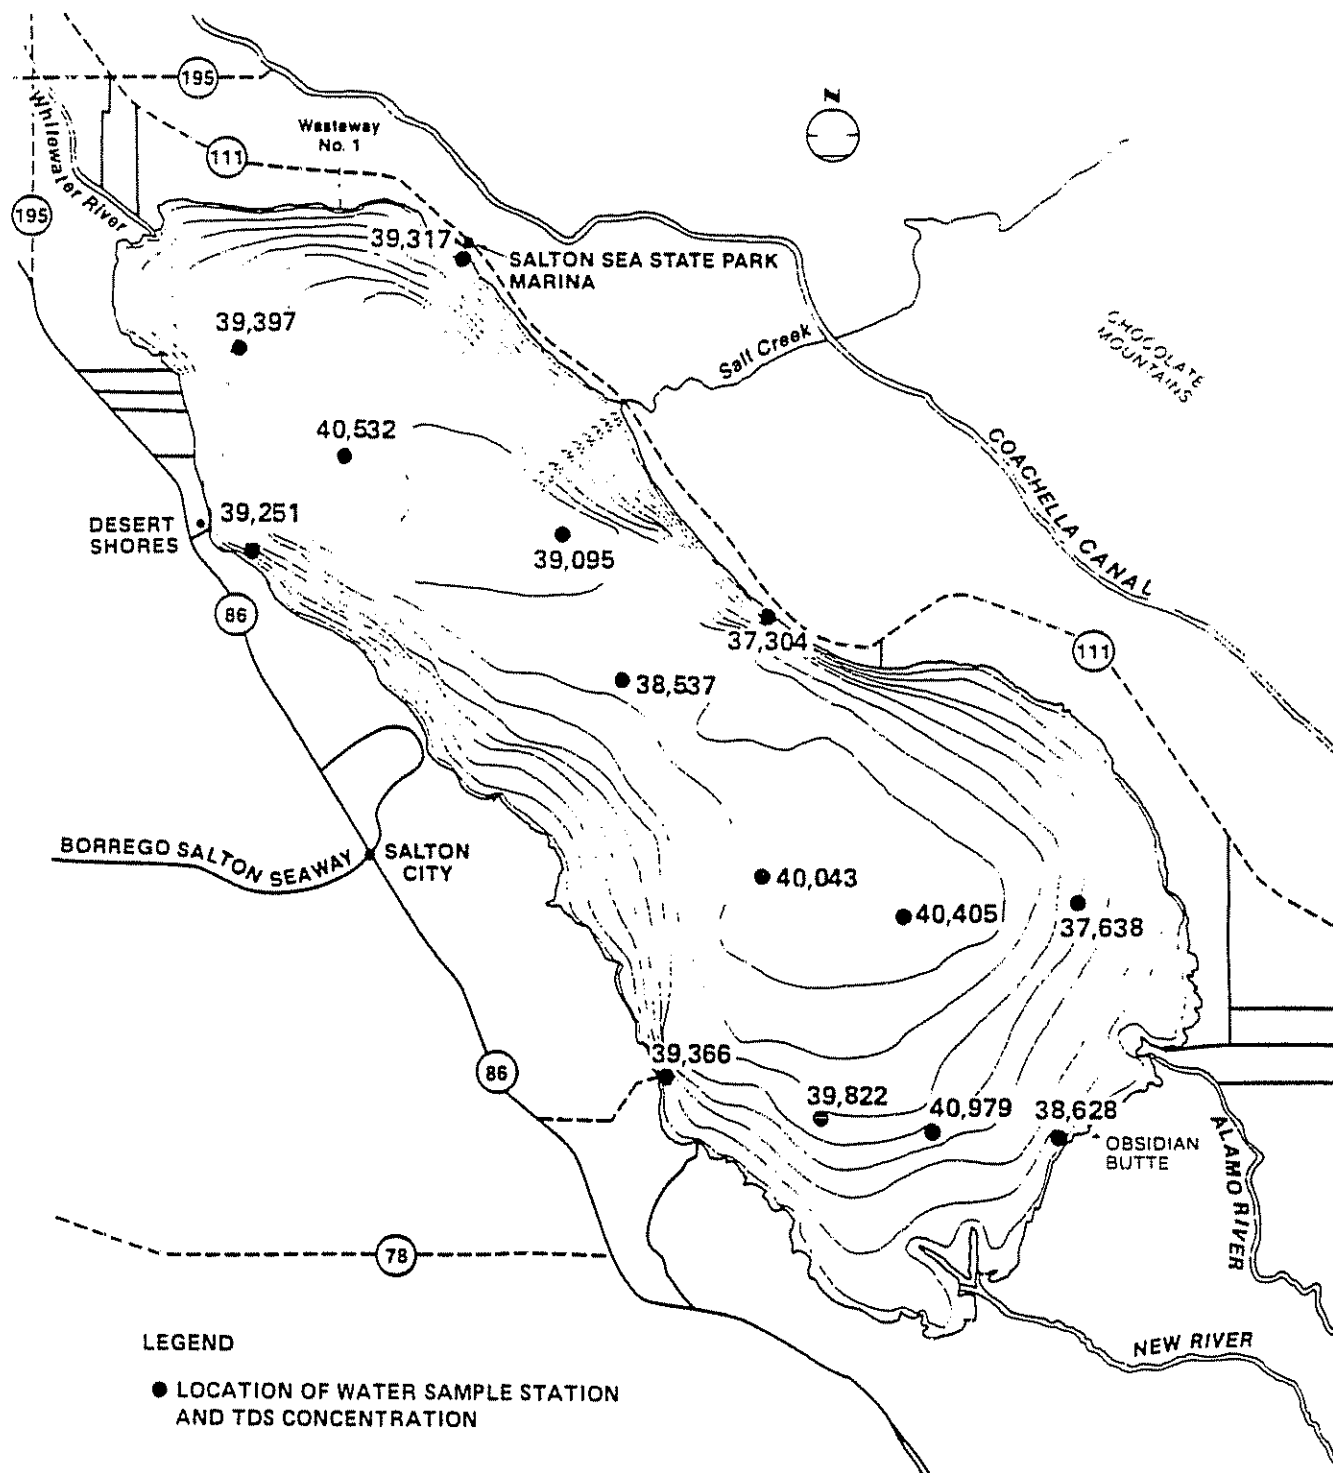 195
Wasteway
No. 1
N
111
Whitewater River
195
39,317
SALTON SEA STATE PARK
MARINA
39,397
Salt Creek
CHOCOLATE
MOUNTAINS
40,532
COACHELLA CANAL
39,251
DESERT
SHORES
39,095
86
37,304
111
38,537
BORREGO SALTON SEAWAY
SALTON
CITY
40,043
40,405
37,638
39,366
86
39,822
40,979
38,628
OBSIDIAN
BUTTE
ALAMO RIVER
78
NEW RIVER
LEGEND
LOCATION OF WATER SAMPLE STATION
AND TDS CONCENTRATION